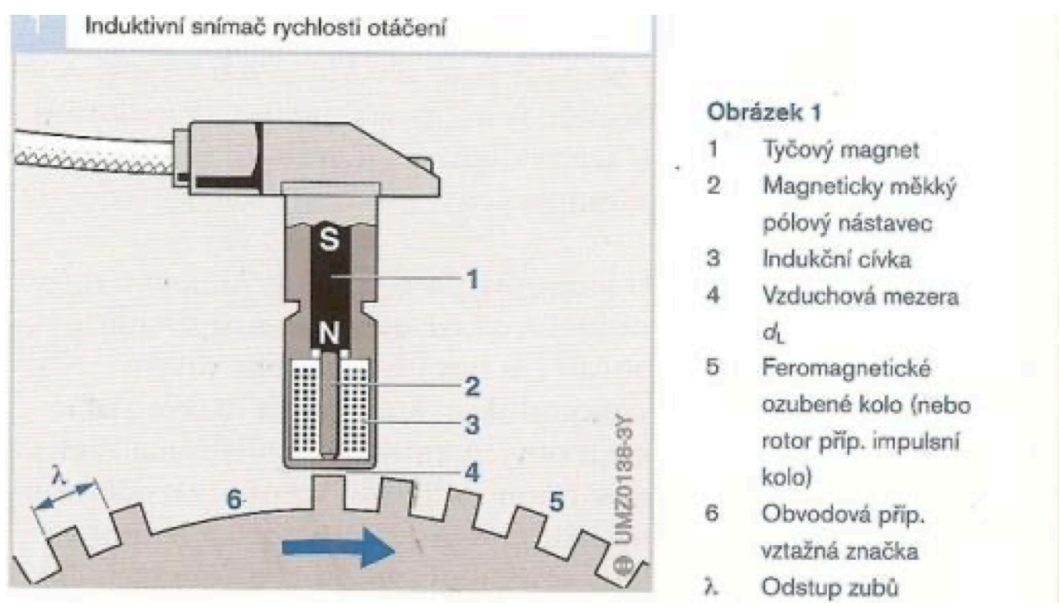 1
Induktivní snímač rychlosti otáčení
S
1
N
2
3
4
λ
6
5
© UMZ0138-3Y
Obrázek 1
1 Tyčový magnet
2 Magneticky měkký
pólový nástavec
3 Indukční cívka
4 Vzduchová mezera
dL
5 Feromagnetické
ozubené kolo (nebo
rotor příp. impulsní
kolo)
6 Obvodová příp.
vztažná značka
λ Odstup zubů